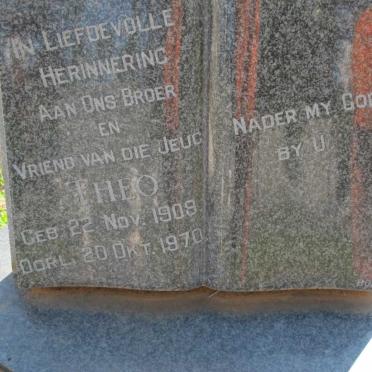 In Liefdevolle
Herinnering
Aan Ons Broer
en
Vriend van die Jeug
THEO
Geb. 22 Nov. 1908
Oorl. 20 Okt. 1970
Nader my God
by U